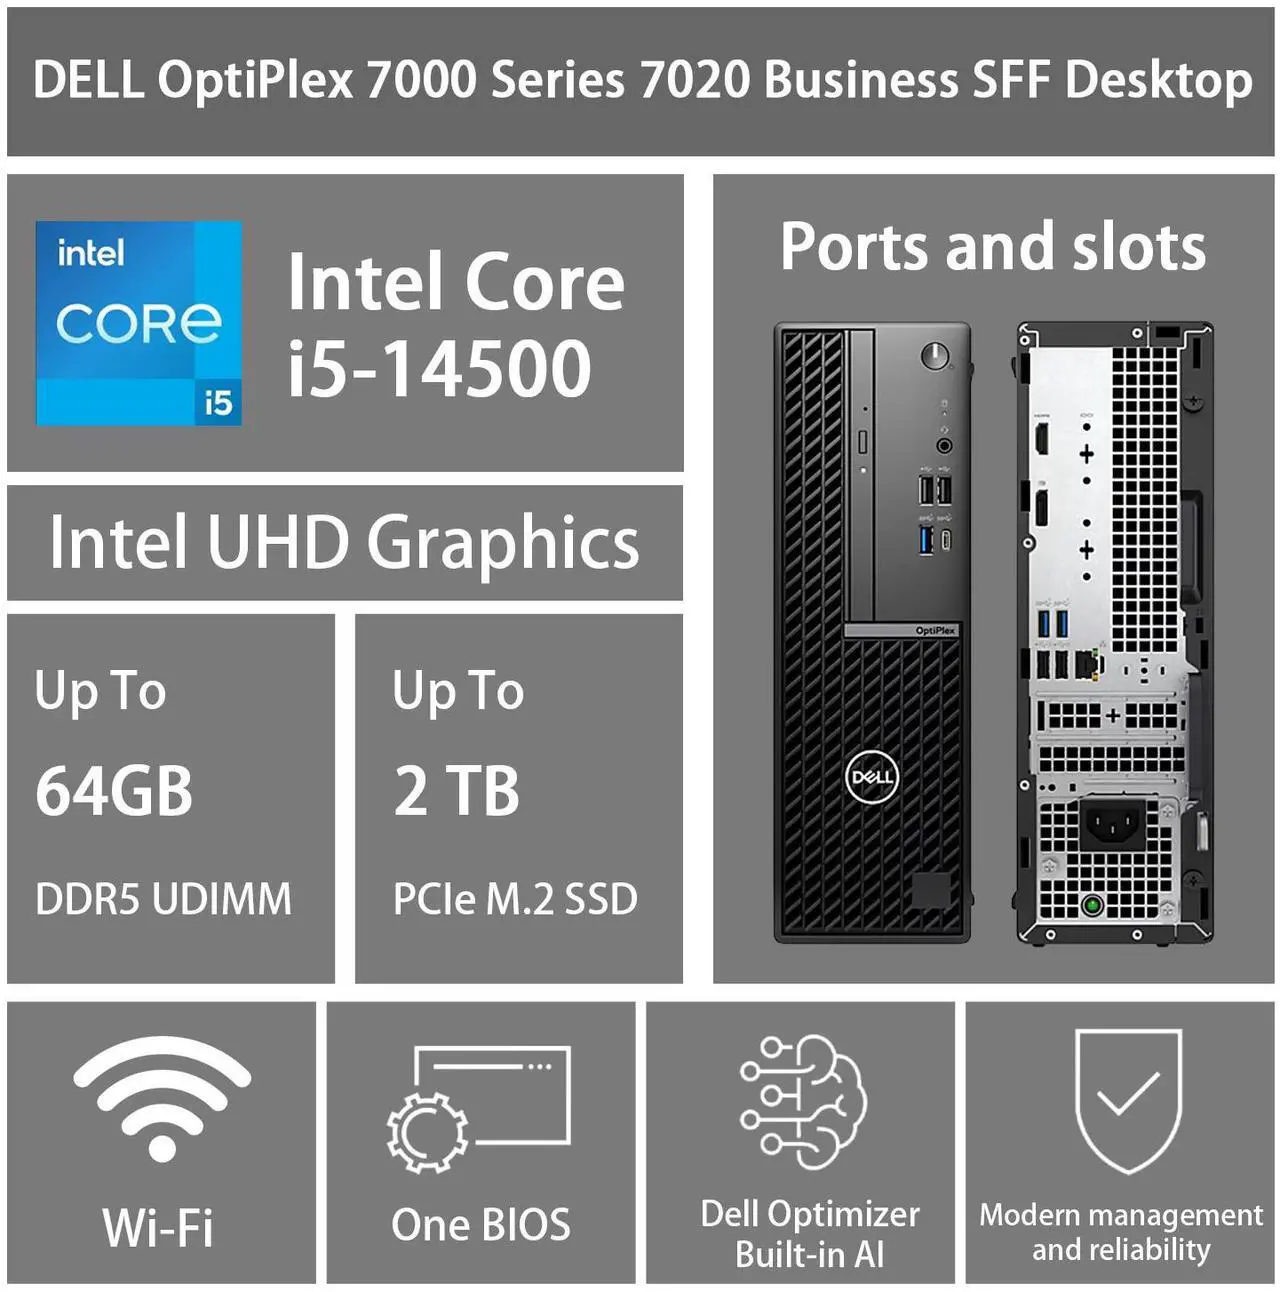 DELL OptiPlex 7000 Series 7020 Business SFF Desktop
intel
CORE
i5
Intel Core
i5-14500
Ports and slots
Intel UHD Graphics
OptiPlex
DELL
Up To
64GB
DDR5 UDIMM
Up To
2 TB
PCIe M.2 SSD
Wi-Fi
One BIOS
Dell Optimizer
Built-in AI
Modern management
and reliability